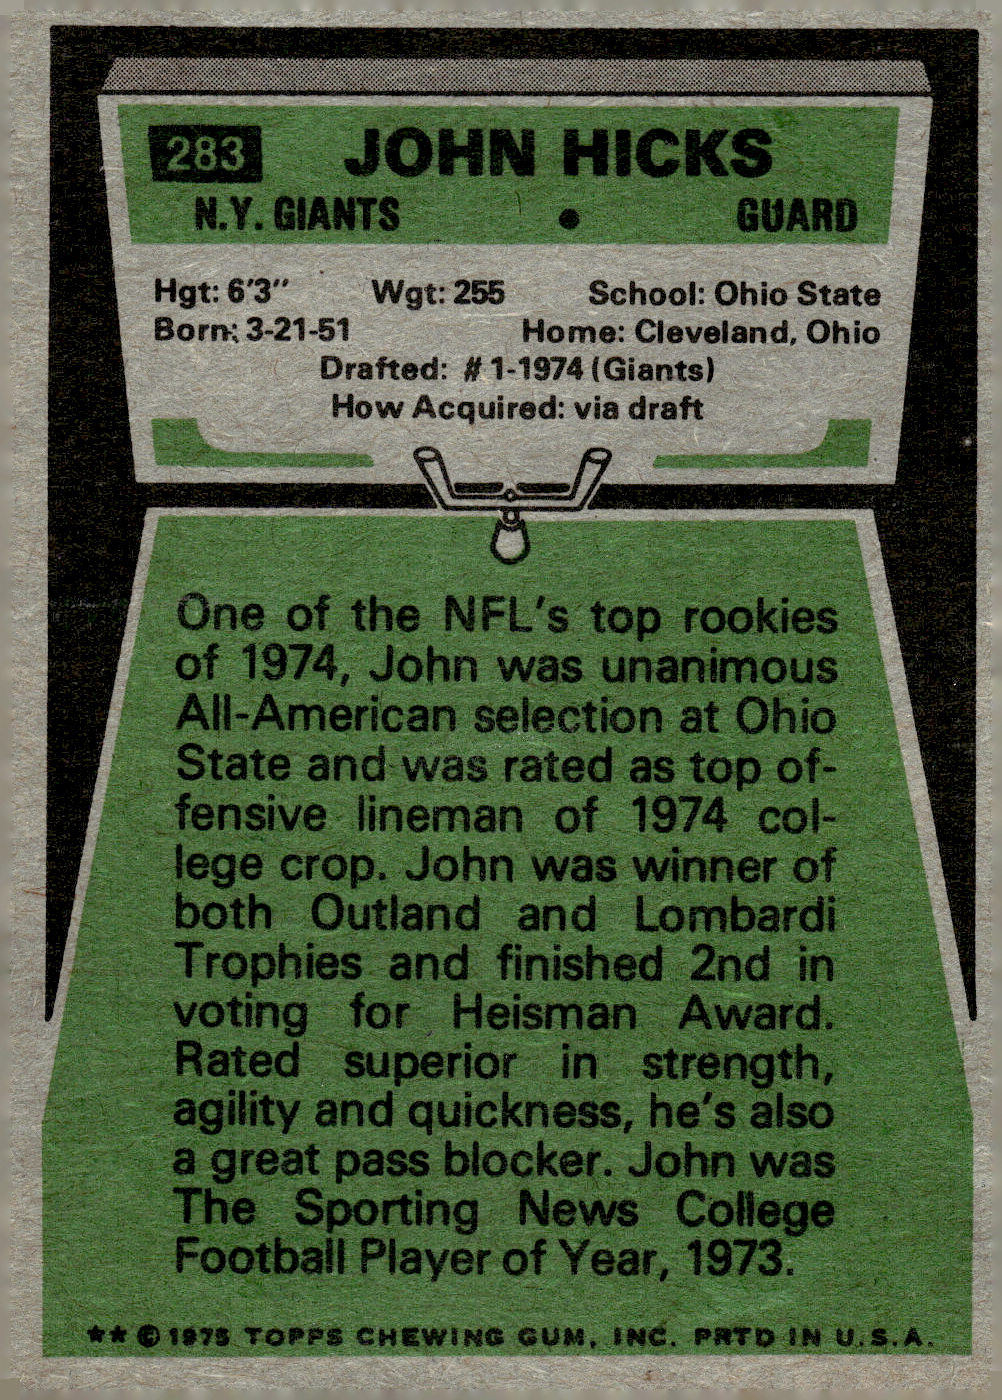 283 JOHN HICKS
N.Y. GIANTS • GUARD
Hgt: 6'3" Wgt: 255 School: Ohio State
Born: 3-21-51 Home: Cleveland, Ohio
Drafted: #1-1974 (Giants)
How Acquired: via draft
One of the NFL's top rookies
of 1974, John was unanimous
All-American selection at Ohio
State and was rated as top of-
fensive lineman of 1974 col-
lege crop. John was winner of
both Outland and Lombardi
Trophies and finished 2nd in
voting for Heisman Award.
Rated superior in strength,
agility and quickness, he's also
a great pass blocker. John was
The Sporting News College
Football Player of Year, 1973.
★★ © 1975 TOPPS CHEWING GUM, INC. PRTD IN U.S.A.